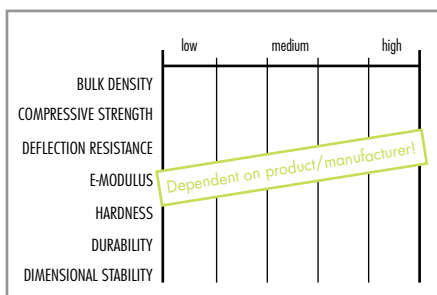 low medium high
BULK DENSITY
COMPRESSIVE STRENGTH
DEFLECTION RESISTANCE
Dependent on product/manufacturer!
E-MODULUS
HARDNESS
DURABILITY
DIMENSIONAL STABILITY